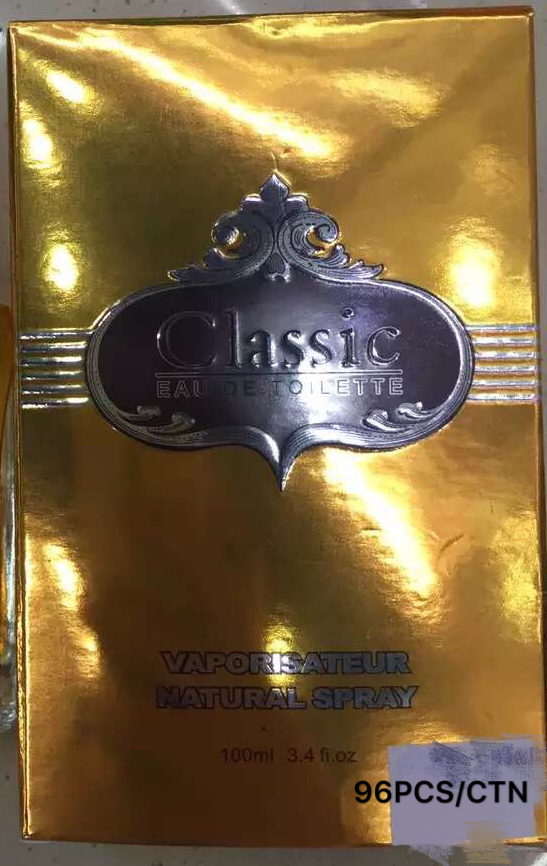 Classic
EAU DE TOILETTE
VAPORISATEUR
NATURAL SPRAY
100ml 3.4 fl.oz
96PCS/CTN